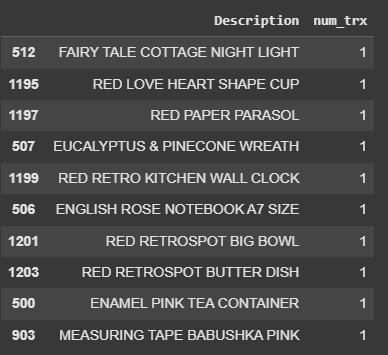 Description num_trx
512 FAIRY TALE COTTAGE NIGHT LIGHT 1
1195 RED LOVE HEART SHAPE CUP 1
1197 RED PAPER PARASOL 1
507 EUCALYPTUS & PINECONE WREATH 1
1199 RED RETRO KITCHEN WALL CLOCK 1
506 ENGLISH ROSE NOTEBOOK A7 SIZE 1
1201 RED RETROSPOT BIG BOWL 1
1203 RED RETROSPOT BUTTER DISH 1
500 ENAMEL PINK TEA CONTAINER 1
903 MEASURING TAPE BABUSHKA PINK 1